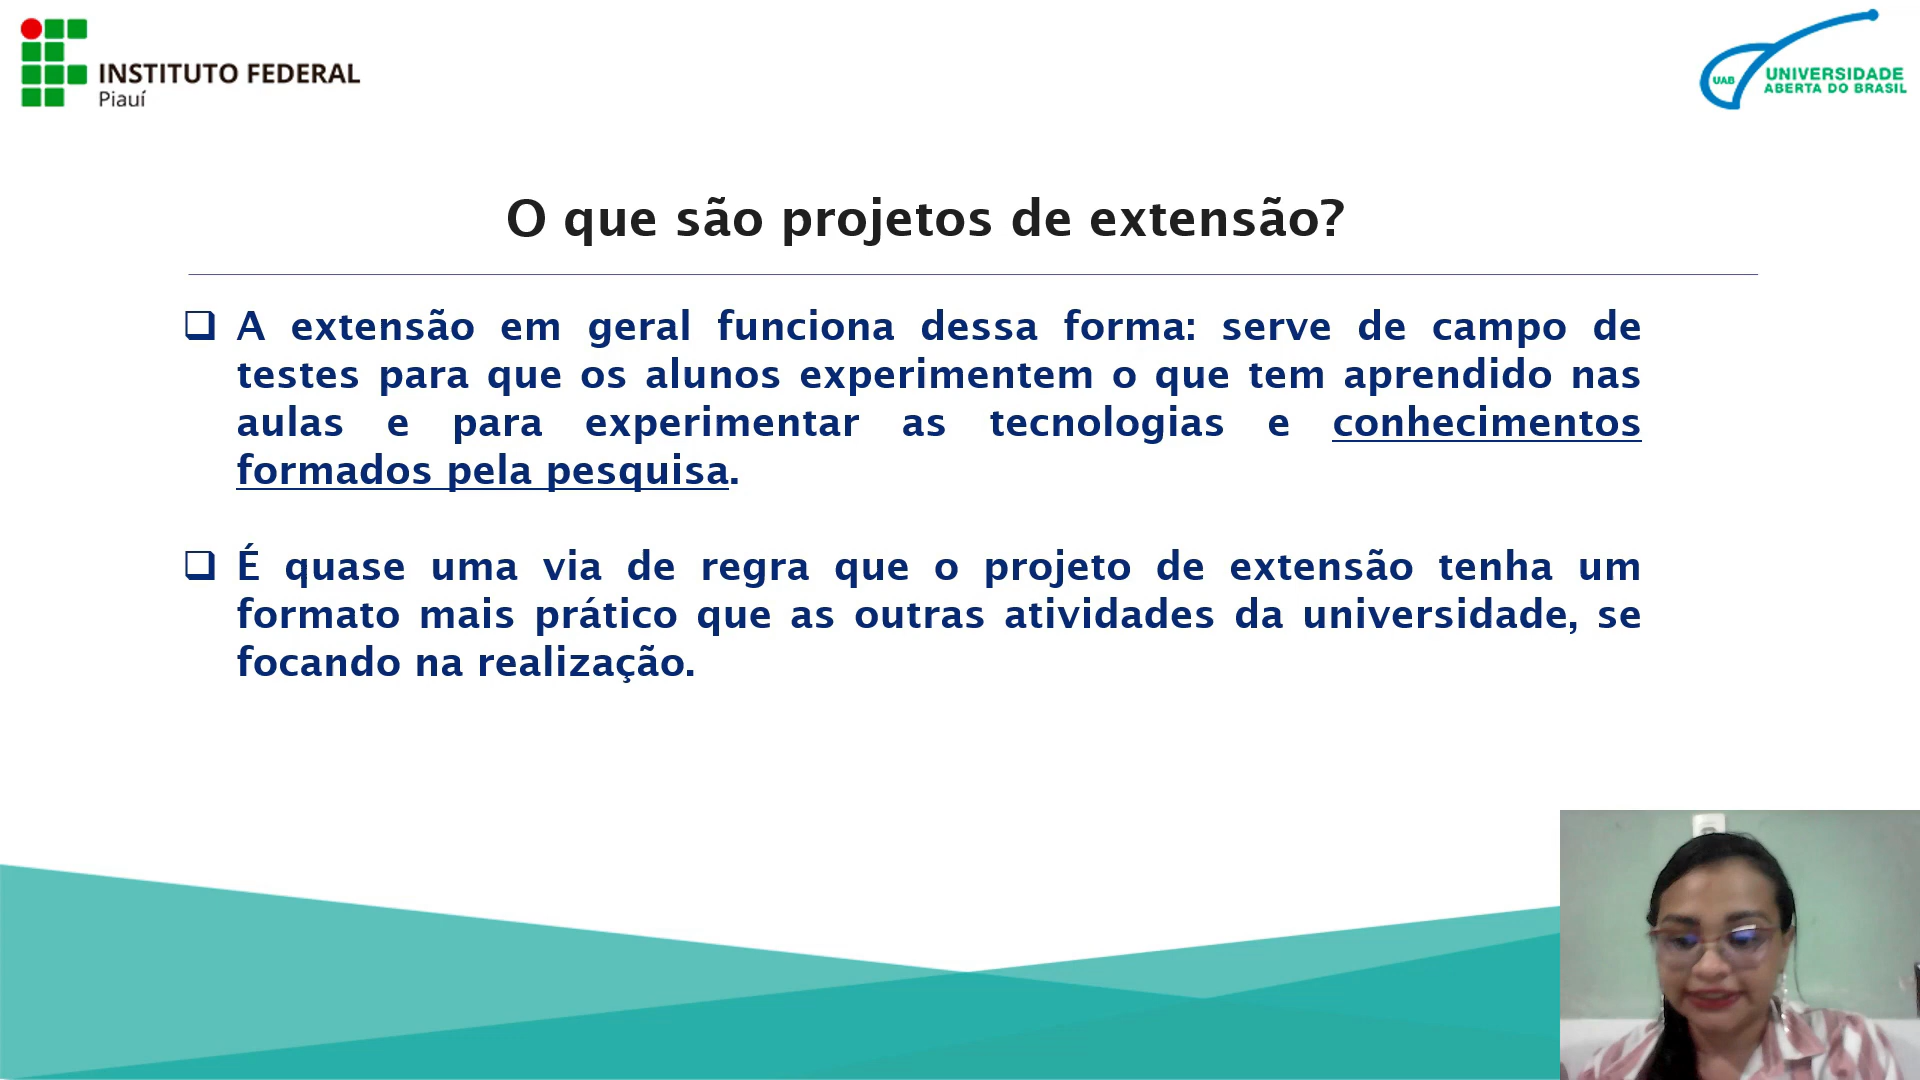 INSTITUTO FEDERAL
Piauí
UAB
UNIVERSIDADE
ABERTA DO BRASIL
O que são projetos de extensão?
A extensão em geral funciona dessa forma: serve de campo de
testes para que os alunos experimentem o que tem aprendido nas
aulas e para experimentar as tecnologias e conhecimentos
formados pela pesquisa.
É quase uma via de regra que o projeto de extensão tenha um
formato mais prático que as outras atividades da universidade, se
focando na realização.